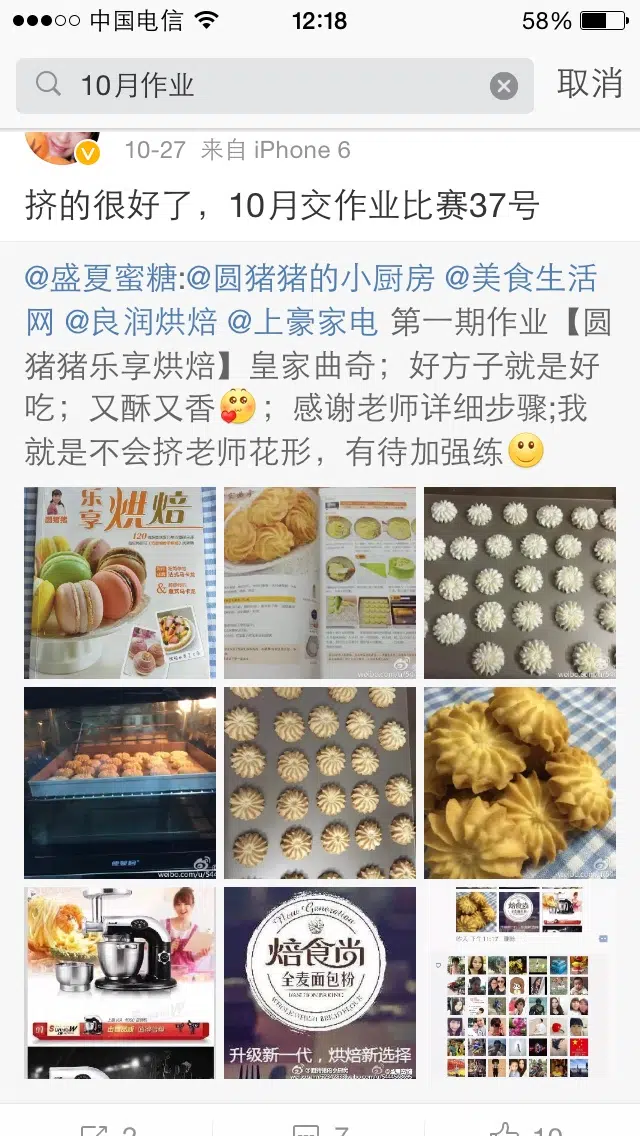 中国电信
12:18
58%
10月作业
取消
10-27 来自 iPhone 6
挤的很好了，10月交作业比赛37号
@盛夏蜜糖:@圆猪猪的小厨房 @美食生活
网 @良润烘焙 @上豪家电 第一期作业【圆
猪猪乐享烘焙】皇家曲奇；好方子就是好
吃；又酥又香；感谢老师详细步骤;我
就是不会挤老师花形，有待加强练
乐享
烘焙
New Generation
焙食尚
全麦面包粉
BAKING
升级新一代，烘焙新选择
2
7
10